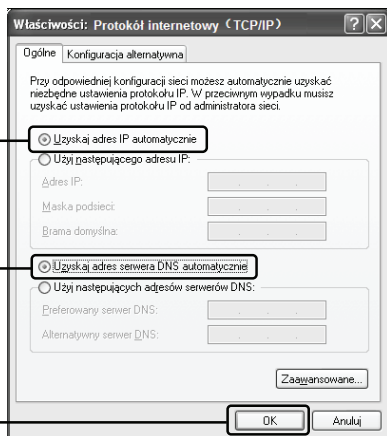 Właściwości: Protokół internetowy (TCP/IP)
Ogólne
Konfiguracja alternatywna
Przy odpowiedniej konfiguracji sieci możesz automatycznie uzyskać
niezbędne ustawienia protokołu IP. W przeciwnym wypadku musisz
uzyskać ustawienia protokołu IP od administratora sieci.
Uzyskaj adres IP automatycznie
Użyj następującego adresu IP:
Adres IP:
Maska podsieci:
Brama domyślna:
Uzyskaj adres serwera DNS automatycznie
Użyj następujących adresów serwerów DNS:
Preferowany serwer DNS:
Alternatywny serwer DNS:
Zaawansowane...
OK
Anuluj